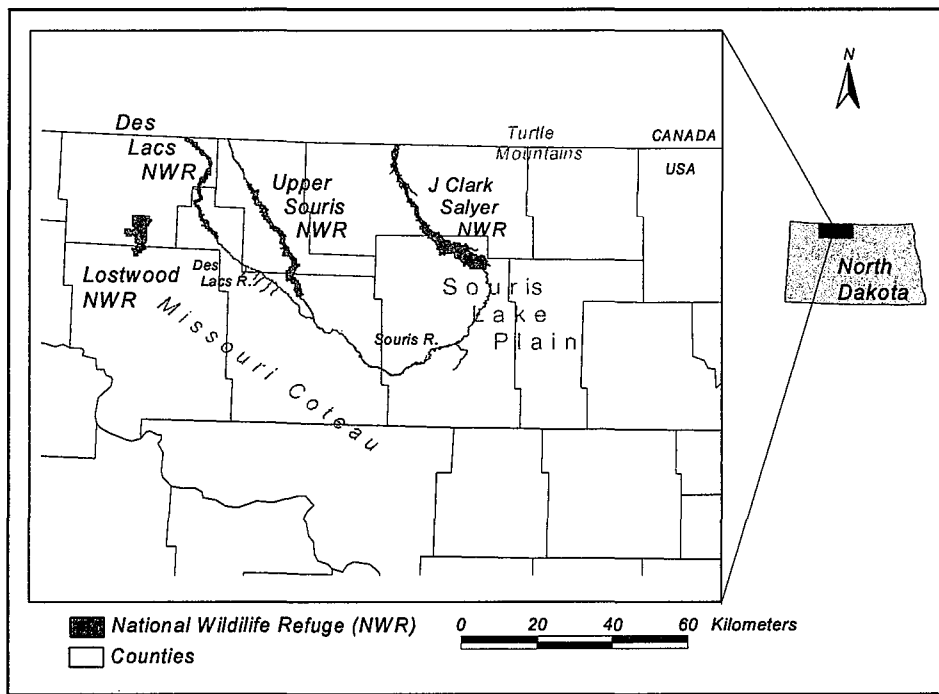 N
Turtle
Mountains
CANADA
USA
Des
Lacs
NWR
Upper
Souris
NWR
J Clark
Salyer
NWR
Lostwood
NWR
Des
Lacs R.
Souris R.
Souris
Lake
Plain
Missouri Coteau
North
Dakota
National Wildilife Refuge (NWR)
Counties
0 20 40 60 Kilometers